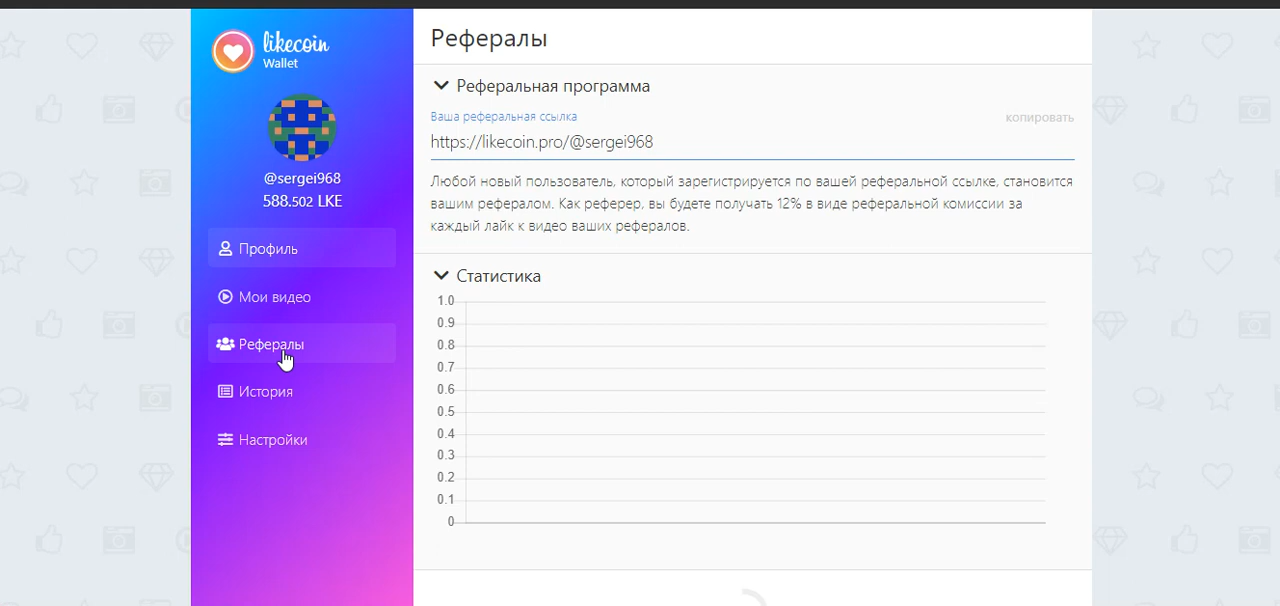 likecoin
Wallet
@sergei968
588.502 LKE
Профиль
Мои видео
Рефералы
История
Настройки
Рефералы
Реферальная программа
Ваша реферальная ссылка
копировать
https://likecoin.pro/@sergei968
Любой новый пользователь, который зарегистрируется по вашей реферальной ссылке, становится
вашим рефералом. Как реферер, вы будете получать 12% в виде реферальной комиссии за
каждый лайк к видео ваших рефералов.
Статистика
1.0
0.9
0.8
0.7
0.6
0.5
0.4
0.3
0.2
0.1
0